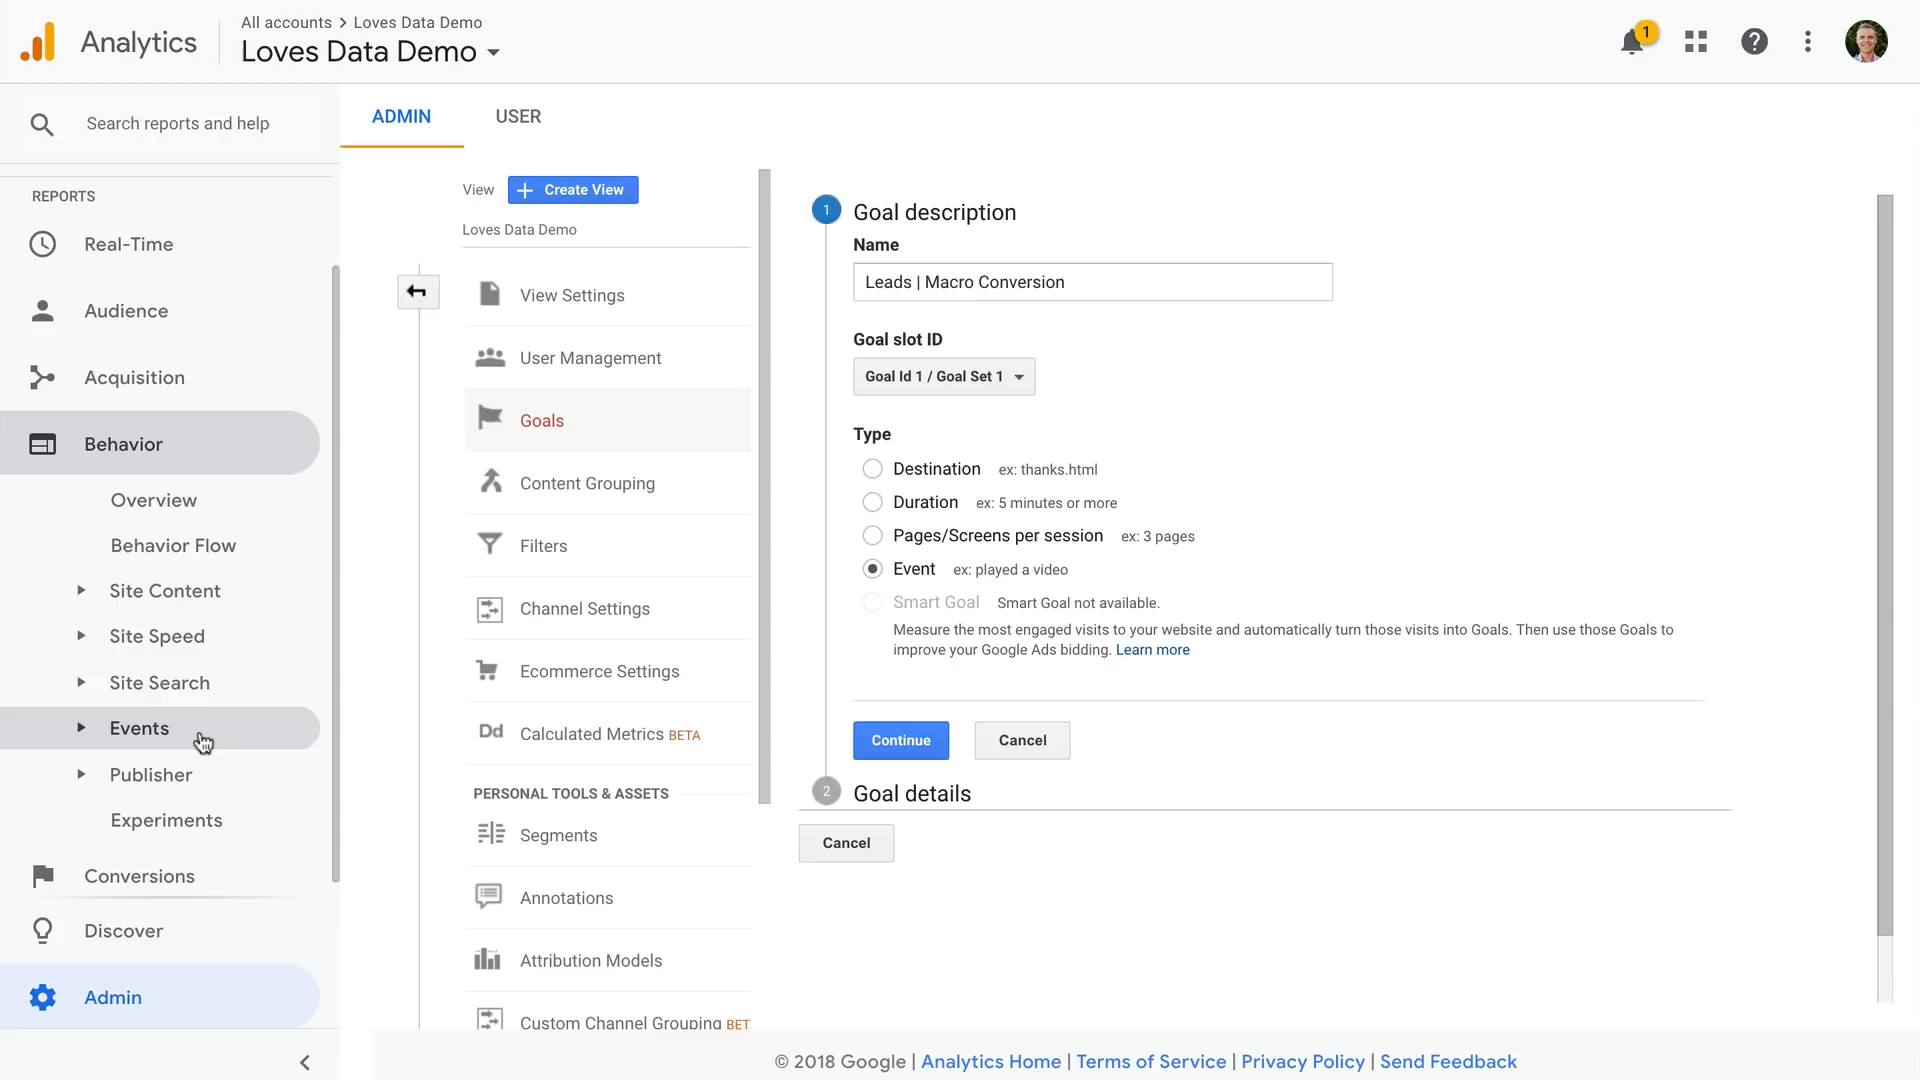 Analytics
All accounts > Loves Data Demo
Loves Data Demo
1
Search reports and help
ADMIN
USER
REPORTS
Real-Time
Audience
Acquisition
Behavior
Overview
Behavior Flow
Site Content
Site Speed
Site Search
Events
Publisher
Experiments
Conversions
Discover
Admin
View
Create View
Loves Data Demo
View Settings
User Management
Goals
Content Grouping
Filters
Channel Settings
Ecommerce Settings
Dd Calculated Metrics BETA
PERSONAL TOOLS & ASSETS
Segments
Annotations
Attribution Models
Custom Channel Grouping BET
1 Goal description
Name
Leads | Macro Conversion
Goal slot ID
Goal Id 1 / Goal Set 1
Type
Destination ex: thanks.html
Duration ex: 5 minutes or more
Pages/Screens per session ex: 3 pages
Event ex: played a video
Smart Goal Smart Goal not available.
Measure the most engaged visits to your website and automatically turn those visits into Goals. Then use those Goals to
improve your Google Ads bidding. Learn more
Continue Cancel
2 Goal details
Cancel
© 2018 Google | Analytics Home | Terms of Service | Privacy Policy | Send Feedback